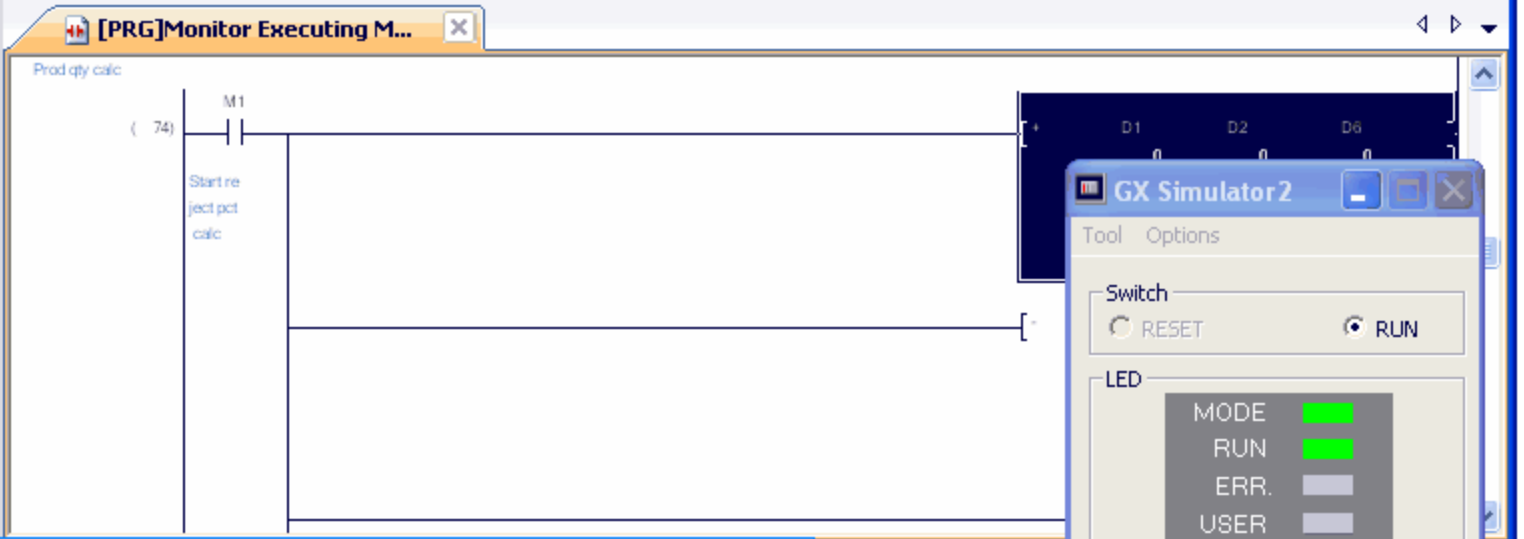 [PRG]Monitor Executing M...
Prod qty calc
M1
( 74)
[+ D1 D2 D6
0 0 0
Start re
ject pct
calc
[-
GX Simulator2
Tool Options
Switch
RESET RUN
LED
MODE
RUN
ERR.
USER